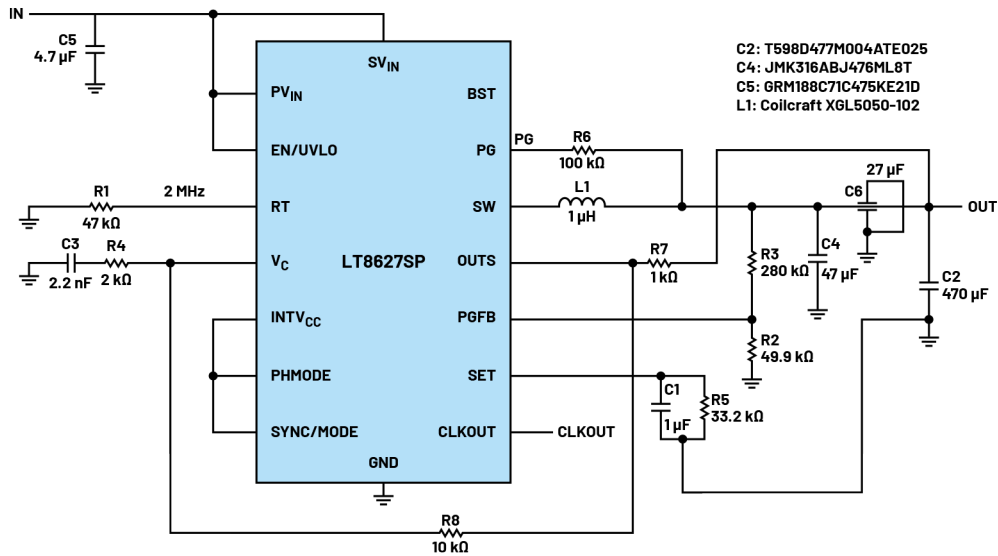 IN
C5
4.7 µF
SVIN
PVIN
BST
EN/UVLO
PG
PG
R6
100 kΩ
C2: T598D477M004ATE025
C4: JMK316ABJ476ML8T
C5: GRM188C71C475KE21D
L1: Coilcraft XGL5050-102
R1
47 kΩ
2 MHz
RT
SW
L1
1 µH
27 µF
C6
OUT
C3
2.2 nF
R4
2 kΩ
VC
LT8627SP
OUTS
R7
1 kΩ
R3
280 kΩ
C4
47 µF
C2
470 µF
INTVCC
PGFB
R2
49.9 kΩ
PHMODE
SET
C1
1 µF
R5
33.2 kΩ
SYNC/MODE
CLKOUT
CLKOUT
GND
R8
10 kΩ